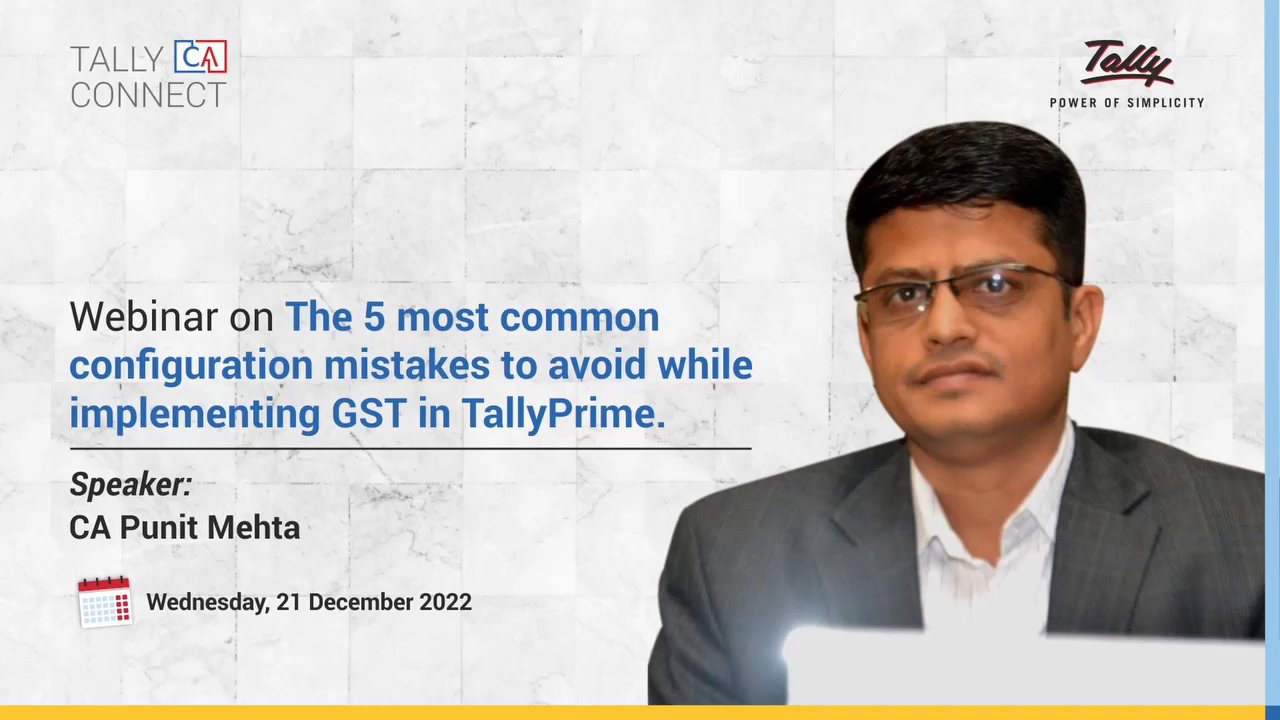 TALLY CA
CONNECT
Tally
POWER OF SIMPLICITY
Webinar on The 5 most common
configuration mistakes to avoid while
implementing GST in TallyPrime.
Speaker:
CA Punit Mehta
Wednesday, 21 December 2022